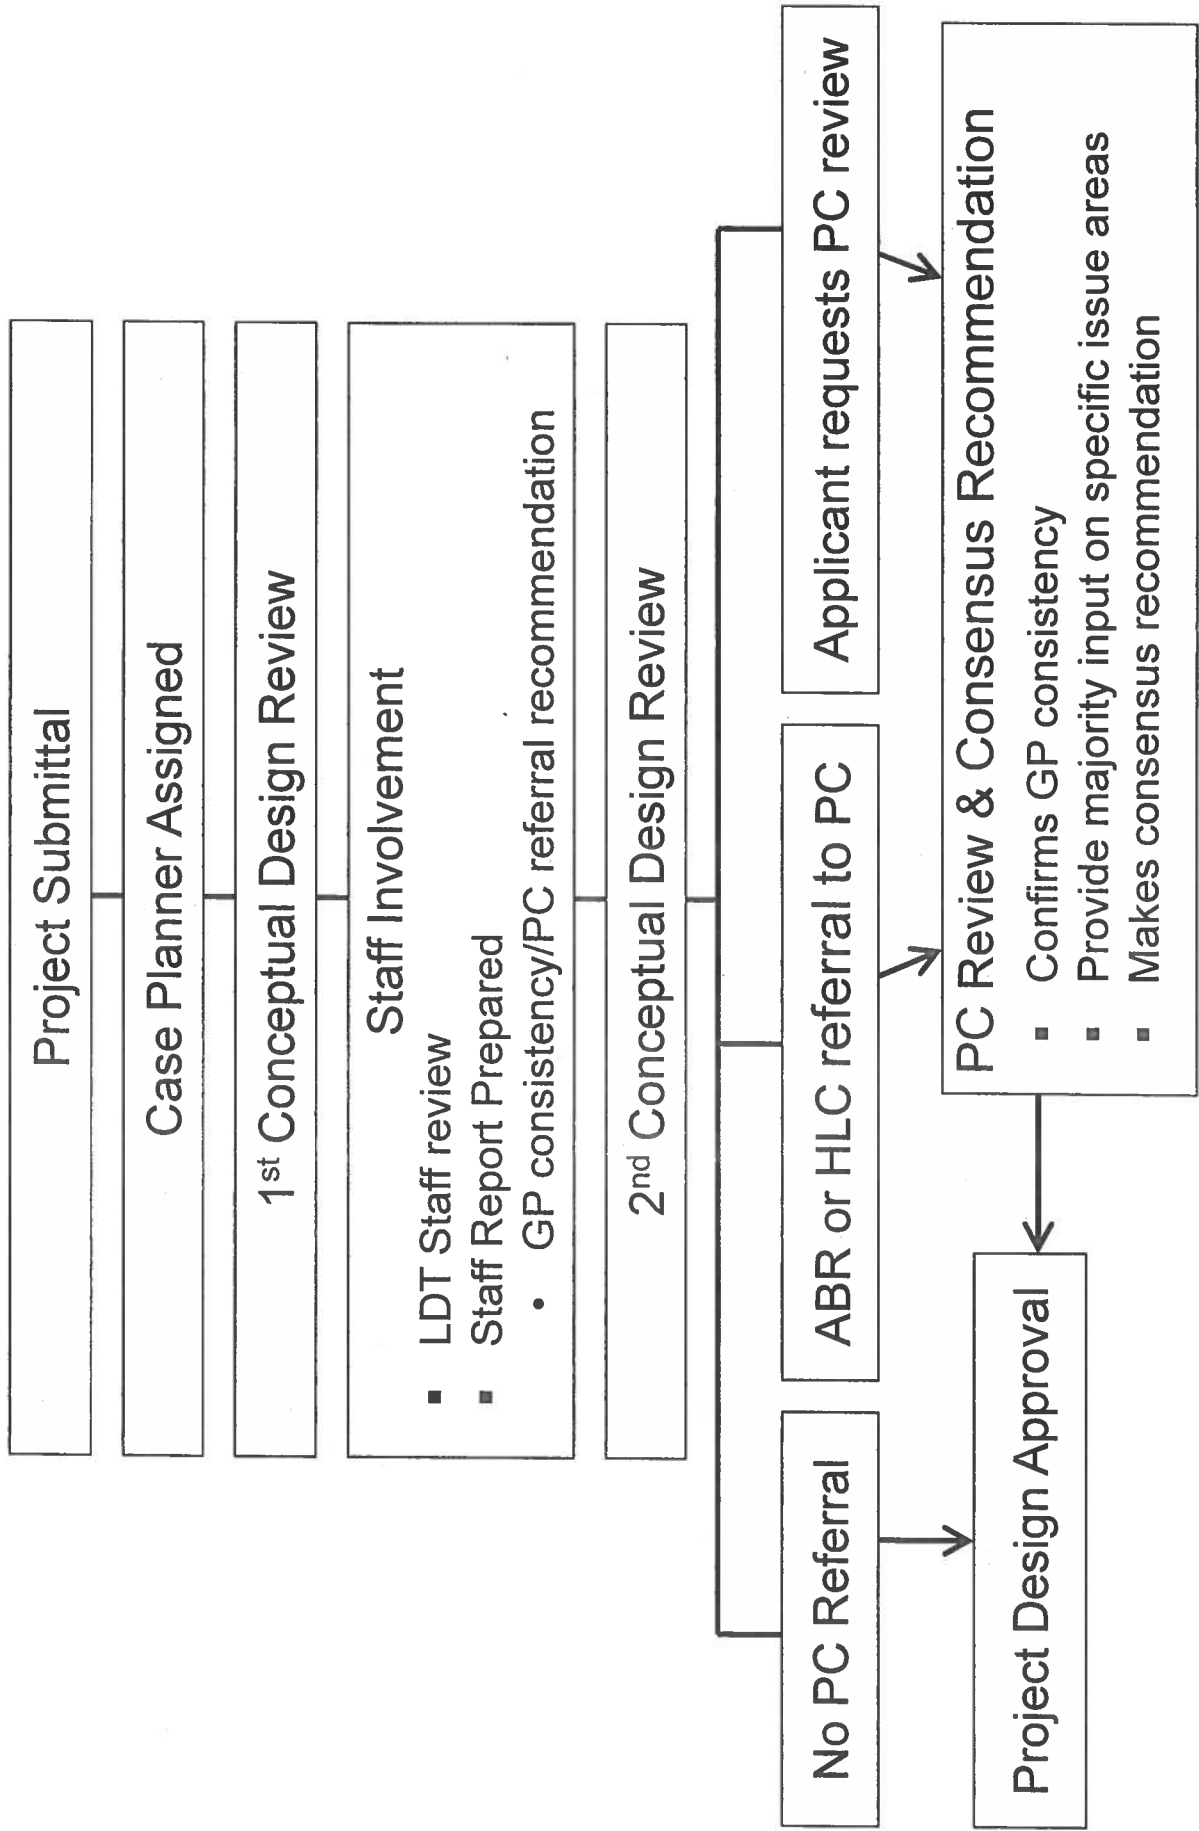 Project Submittal
Case Planner Assigned
1st Conceptual Design Review
Staff Involvement
▪ LDT Staff review
▪ Staff Report Prepared
• GP consistency/PC referral recommendation
2nd Conceptual Design Review
No PC Referral
ABR or HLC referral to PC
Applicant requests PC review
PC Review & Consensus Recommendation
▪ Confirms GP consistency
▪ Provide majority input on specific issue areas
▪ Makes consensus recommendation
Project Design Approval